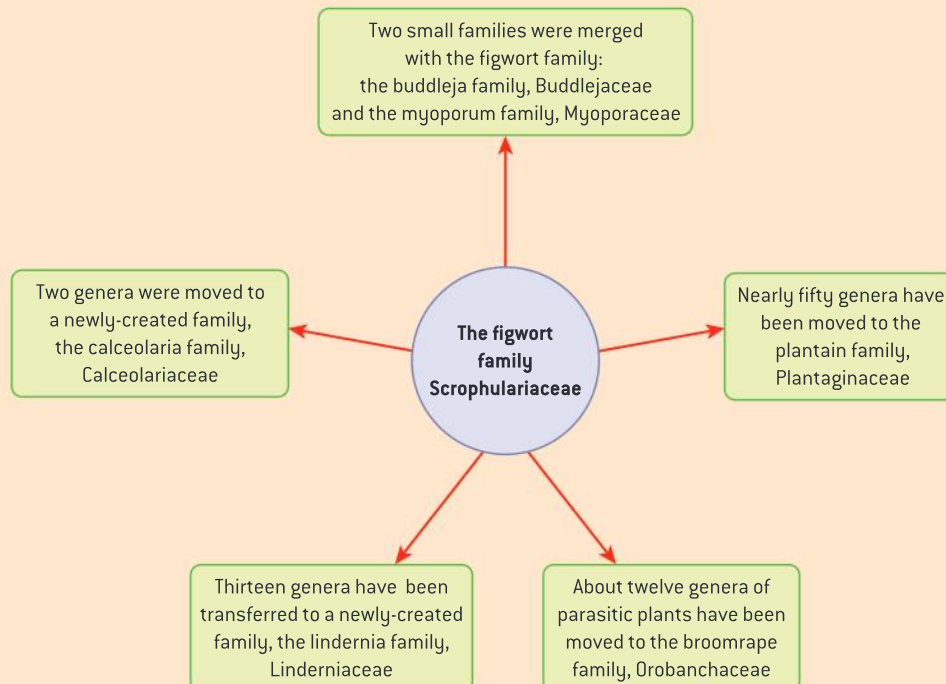 Two small families were merged
with the figwort family:
the buddleja family, Buddlejaceae
and the myoporum family, Myoporaceae
Two genera were moved to
a newly-created family,
the calceolaria family,
Calceolariaceae
The figwort
family
Scrophulariaceae
Nearly fifty genera have
been moved to the
plantain family,
Plantaginaceae
Thirteen genera have been
transferred to a newly-created
family, the lindernia family,
Linderniaceae
About twelve genera of
parasitic plants have been
moved to the broomrape
family, Orobanchaceae